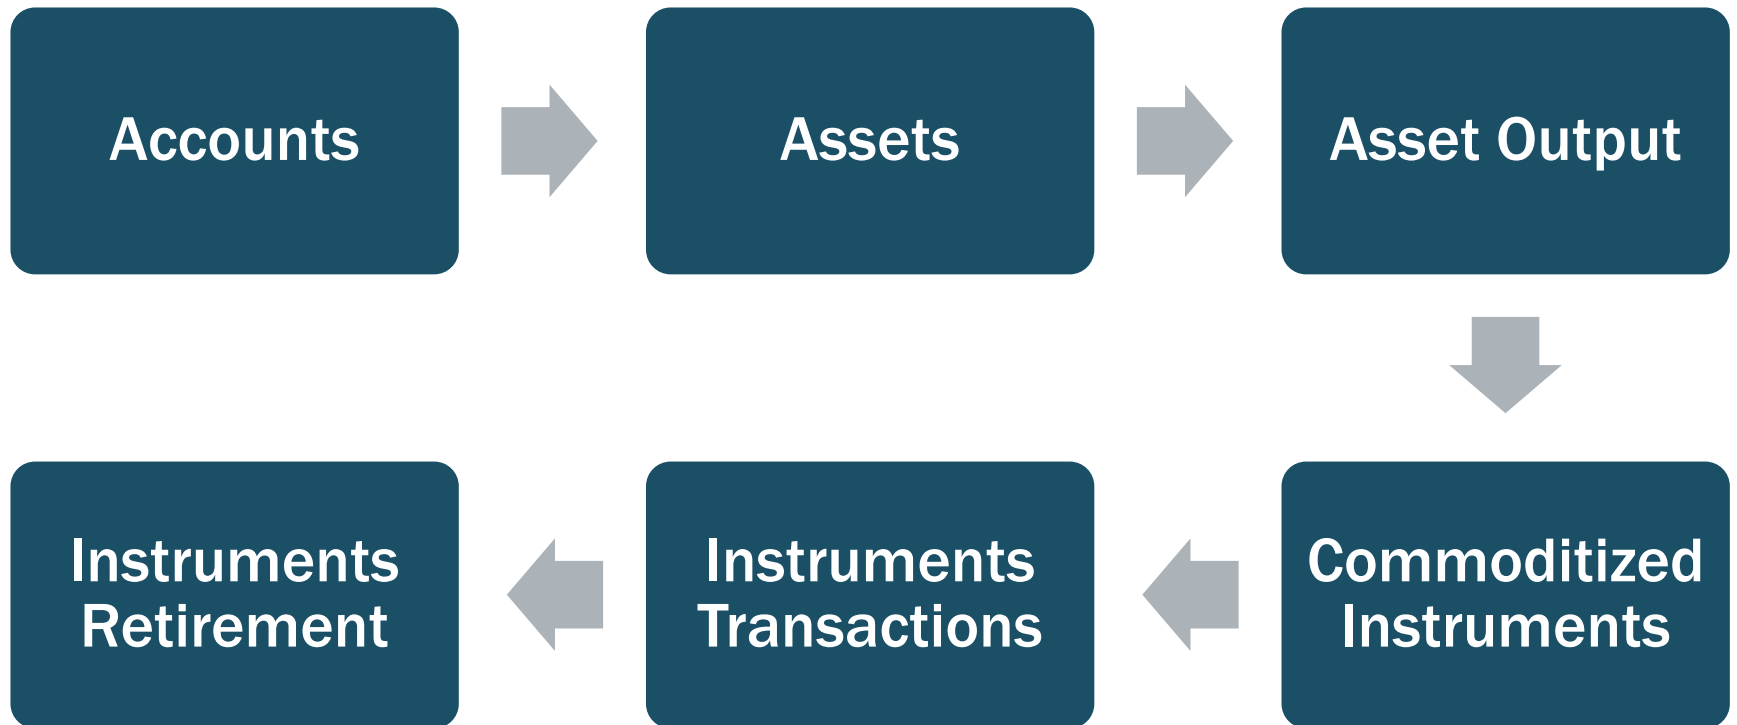 Accounts
Assets
Asset Output
Commoditized
Instruments
Instruments
Transactions
Instruments
Retirement